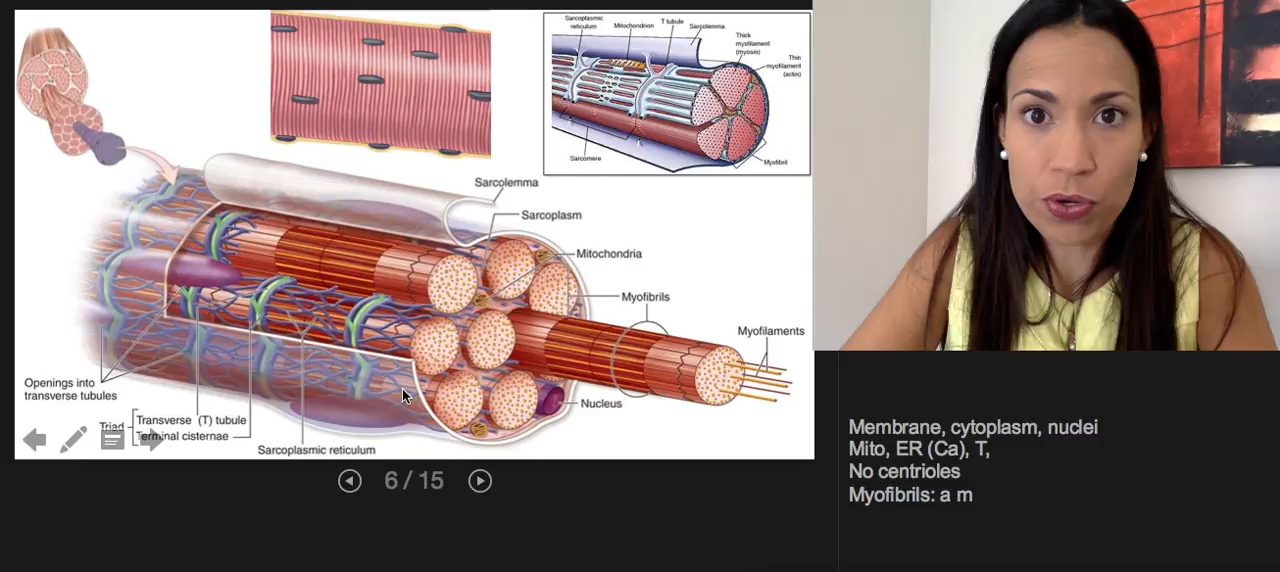 Sarcoplasmic
reticulum
Mitochondrion
T tubule
Sarcolemma
Thick
myofilament
(myosin)
Thin
myofilament
(actin)
Sarcomere
Myofibril
Sarcolemma
Sarcoplasm
Mitochondria
Myofibrils
Myofilaments
Openings into
transverse tubules
Nucleus
Triad
Transverse (T) tubule
Terminal cisternae
Sarcoplasmic reticulum
6 / 15
Membrane, cytoplasm, nuclei
Mito, ER (Ca), T,
No centrioles
Myofibrils: a m